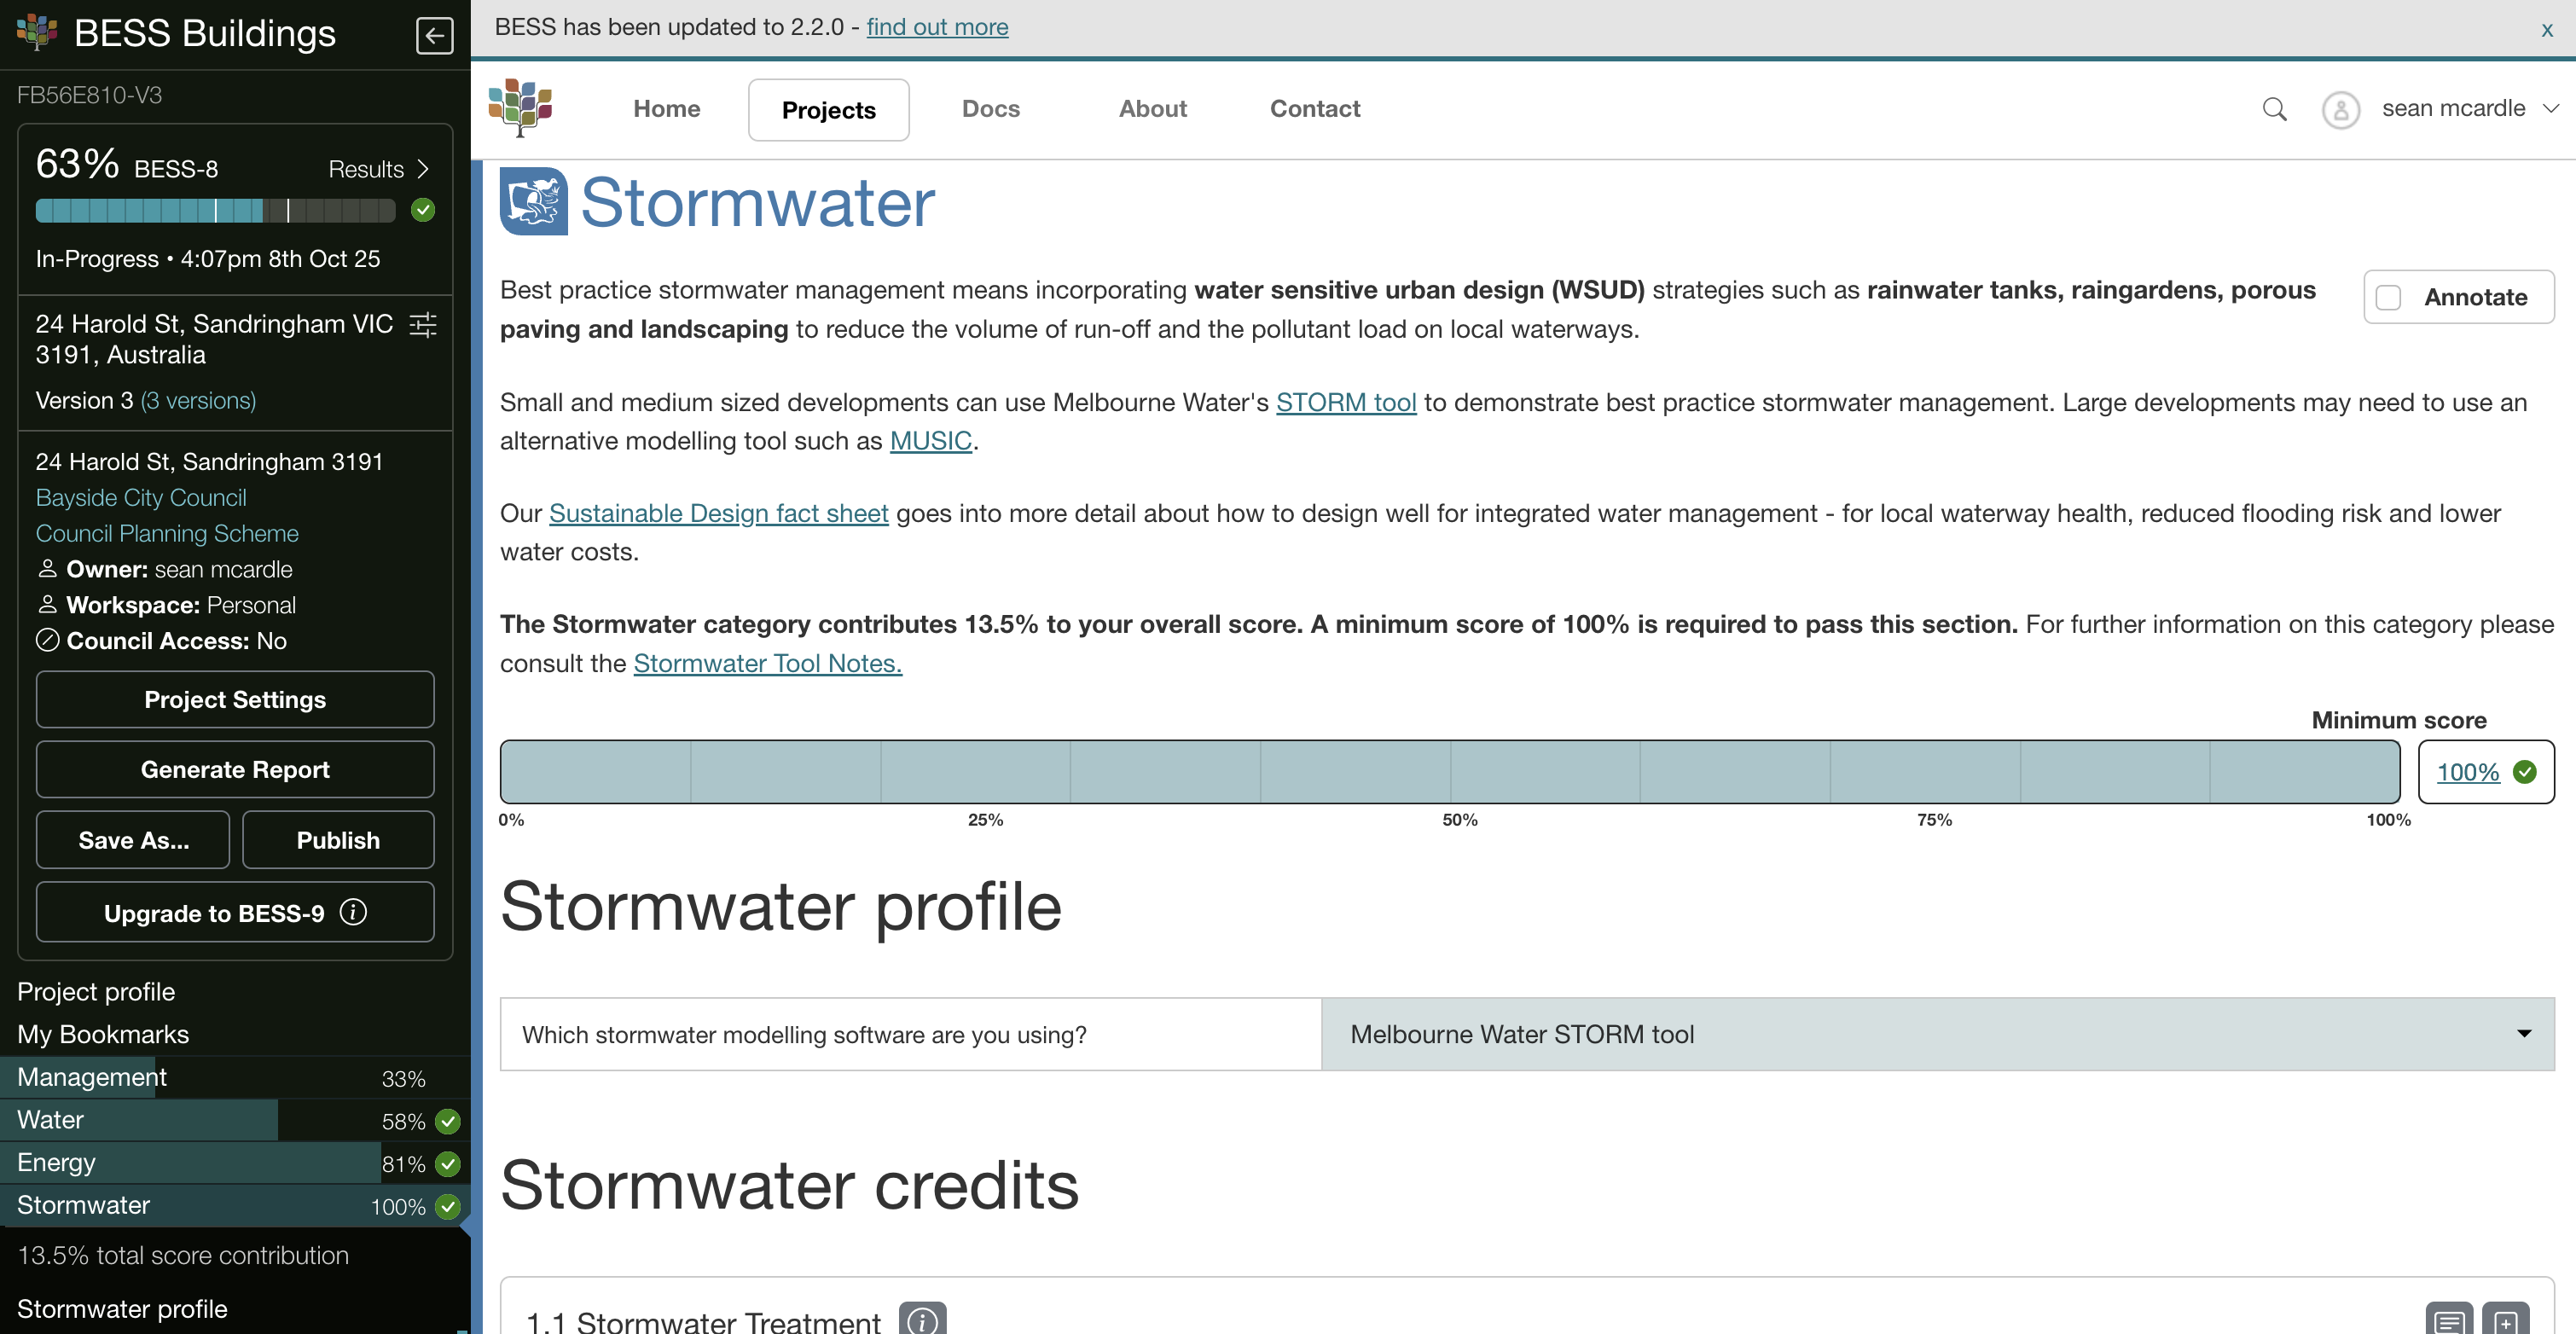 BESS Buildings
FB56E810-V3
63% BESS-8 Results
In-Progress • 4:07pm 8th Oct 25
24 Harold St, Sandringham VIC
3191, Australia
Version 3 (3 versions)
24 Harold St, Sandringham 3191
Bayside City Council
Council Planning Scheme
Owner: sean mcardle
Workspace: Personal
Council Access: No
Project Settings
Generate Report
Save As...
Publish
Upgrade to BESS-9
Project profile
My Bookmarks
Management 33%
Water 58%
Energy 81%
Stormwater 100%
13.5% total score contribution
Stormwater profile
BESS has been updated to 2.2.0 - find out more
x
Home
Projects
Docs
About
Contact
sean mcardle
Stormwater
Best practice stormwater management means incorporating water sensitive urban design (WSUD) strategies such as rainwater tanks, raingardens, porous
paving and landscaping to reduce the volume of run-off and the pollutant load on local waterways.
Annotate
Small and medium sized developments can use Melbourne Water's STORM tool to demonstrate best practice stormwater management. Large developments may need to use an
alternative modelling tool such as MUSIC.
Our Sustainable Design fact sheet goes into more detail about how to design well for integrated water management - for local waterway health, reduced flooding risk and lower
water costs.
The Stormwater category contributes 13.5% to your overall score. A minimum score of 100% is required to pass this section. For further information on this category please
consult the Stormwater Tool Notes.
Minimum score
100%
0% 25% 50% 75% 100%
Stormwater profile
Which stormwater modelling software are you using?
Melbourne Water STORM tool
Stormwater credits
1.1 Stormwater Treatment